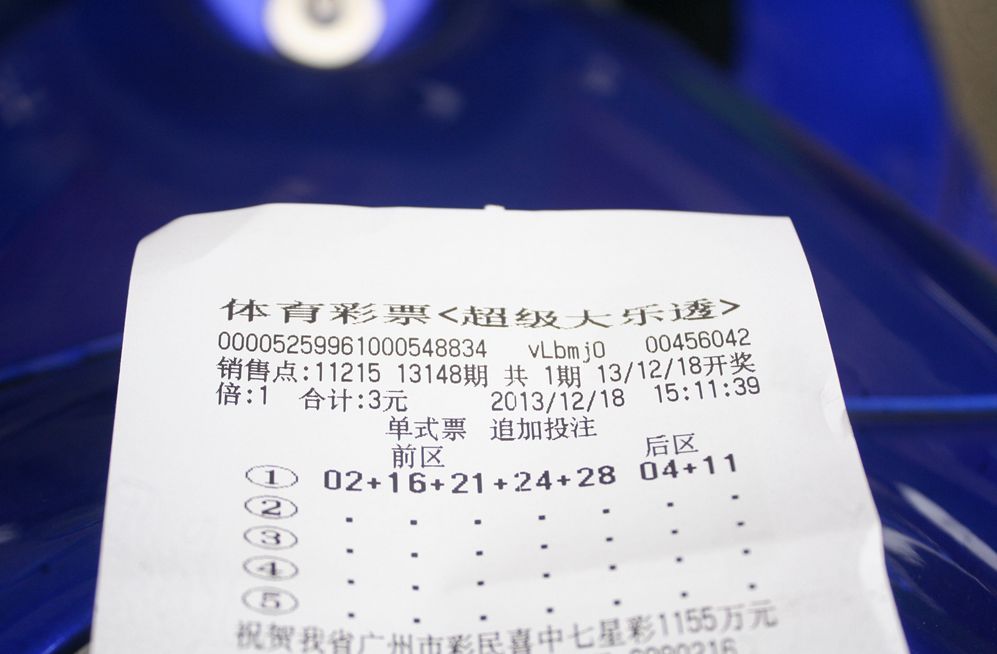 体育彩票<超级大乐透>
00005259961000548834 vLbmjO 00456042
销售点:11215 13148期 共 1期 13/12/18开奖
倍:1 合计:3元 2013/12/18 15:11:39
单式票 追加投注
前区 后区
① 02+16+21+24+28 04+11
②
③
④
⑤
祝贺我省广州市彩民喜中七星彩1155万元